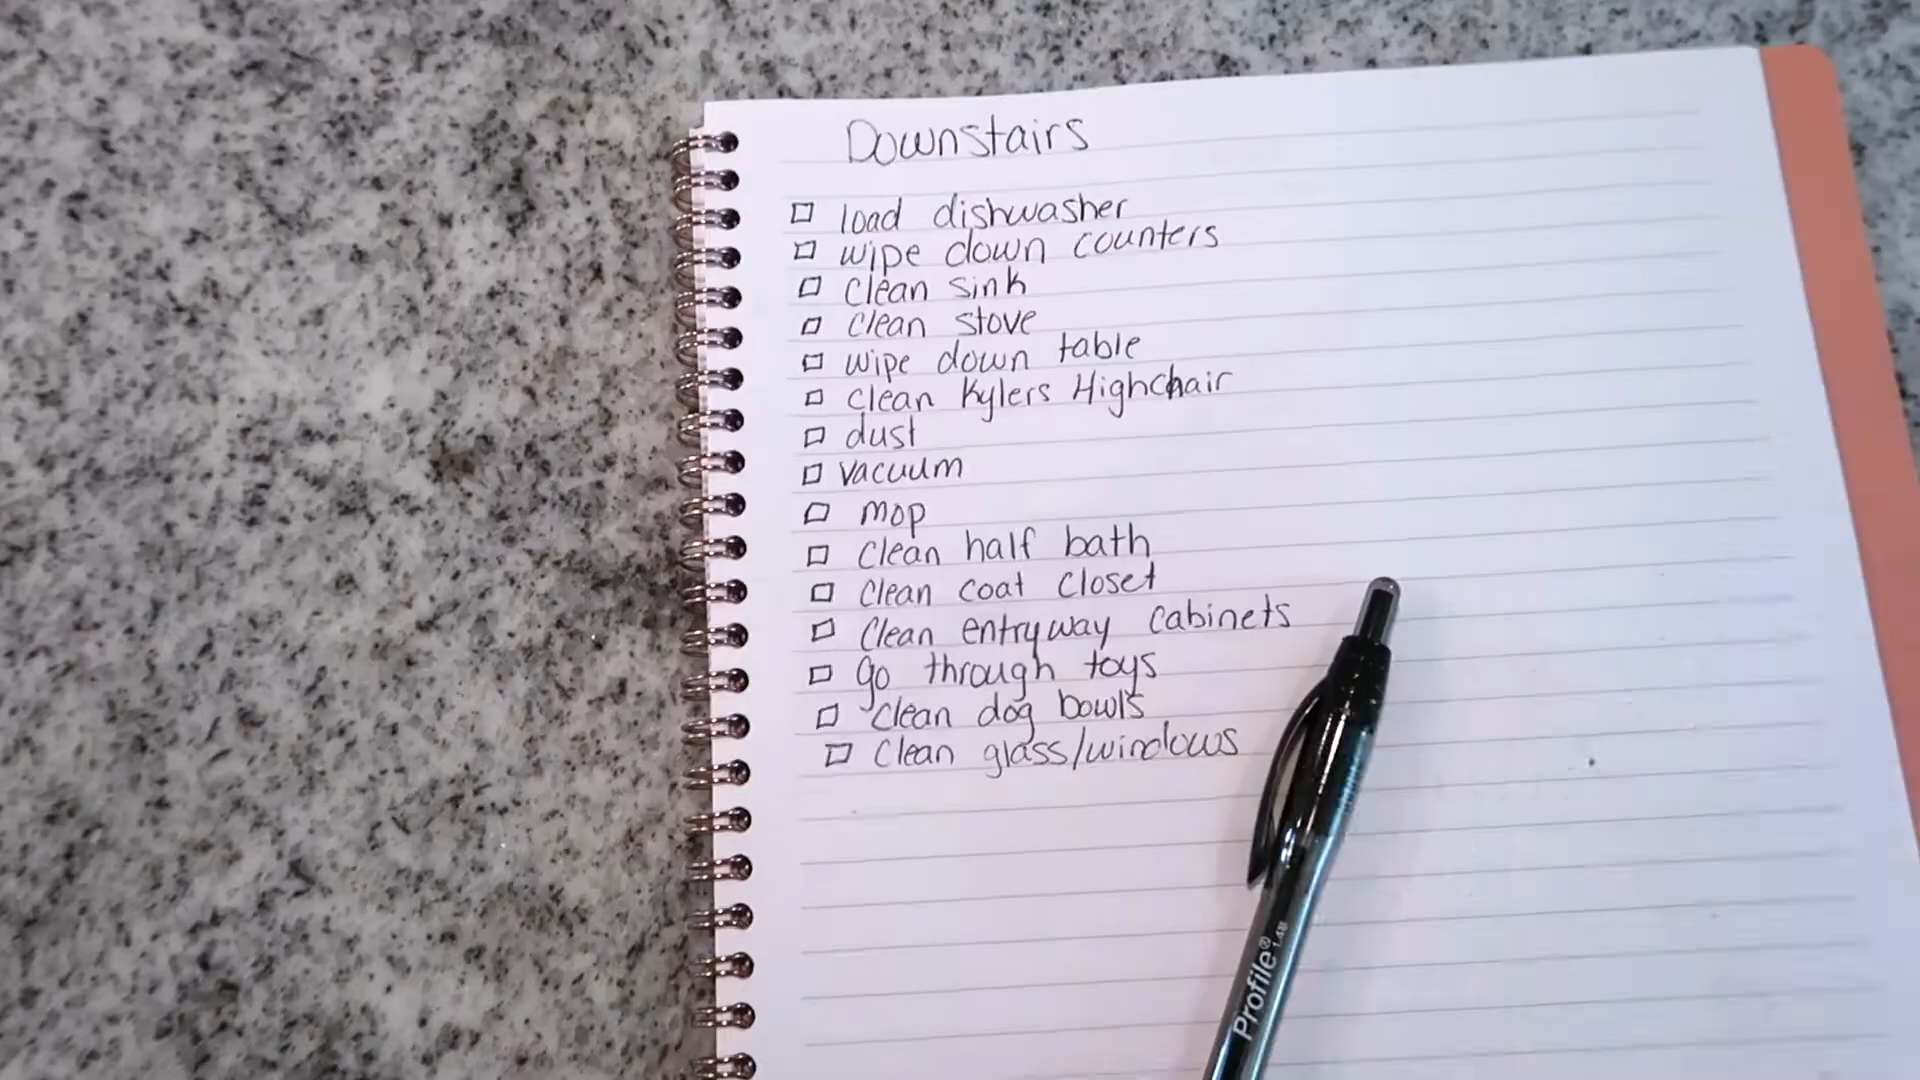 Downstairs
load dishwasher
wipe down counters
clean sink
clean stove
wipe down table
clean Kylers Highchair
dust
vacuum
mop
clean half bath
clean coat closet
clean entryway cabinets
go through toys
clean dog bowls
clean glass/windows
Profile® 1.4B